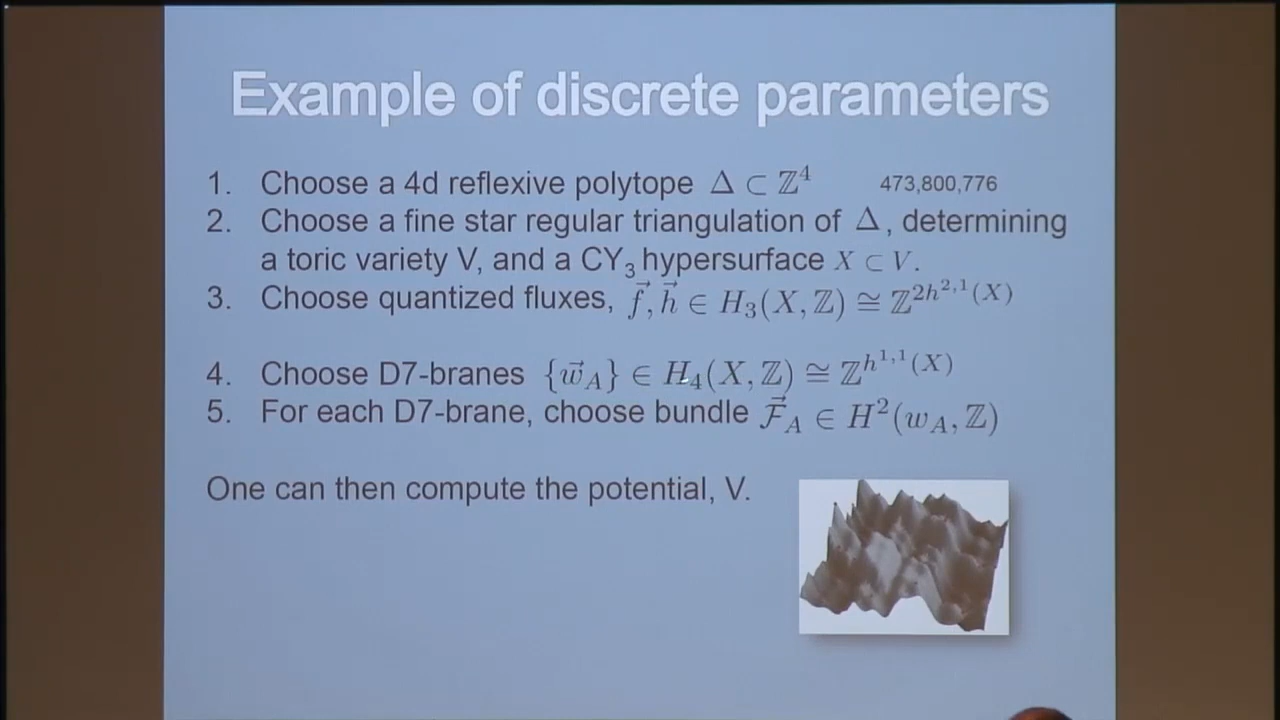 Example of discrete parameters
1. Choose a 4d reflexive polytope Δ ⊂ ℤ⁴ 473,800,776
2. Choose a fine star regular triangulation of Δ, determining
a toric variety V, and a CY₃ hypersurface X ⊂ V.
3. Choose quantized fluxes, f⃗, h⃗ ∈ H₃(X, ℤ) ≅ ℤ^{2h^{2,1}(X)}
4. Choose D7-branes {w⃗_A} ∈ H₄(X, ℤ) ≅ ℤ^{h^{1,1}(X)}
5. For each D7-brane, choose bundle ℱ⃗_A ∈ H²(w_A, ℤ)
One can then compute the potential, V.